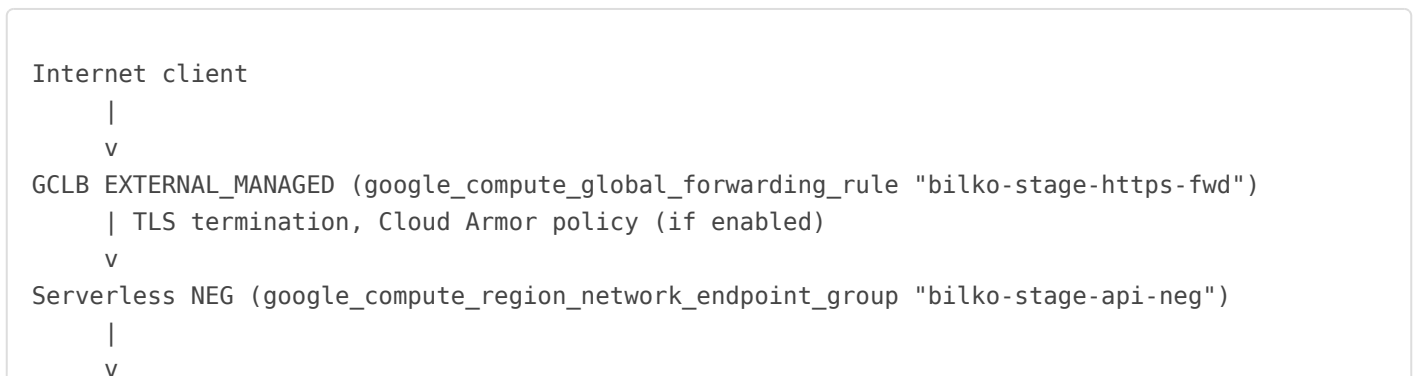 Internet client
|
v
GCLB EXTERNAL_MANAGED (google_compute_global_forwarding_rule "bilko-stage-https-fwd")
| TLS termination, Cloud Armor policy (if enabled)
v
Serverless NEG (google_compute_region_network_endpoint_group "bilko-stage-api-neg")
|
v